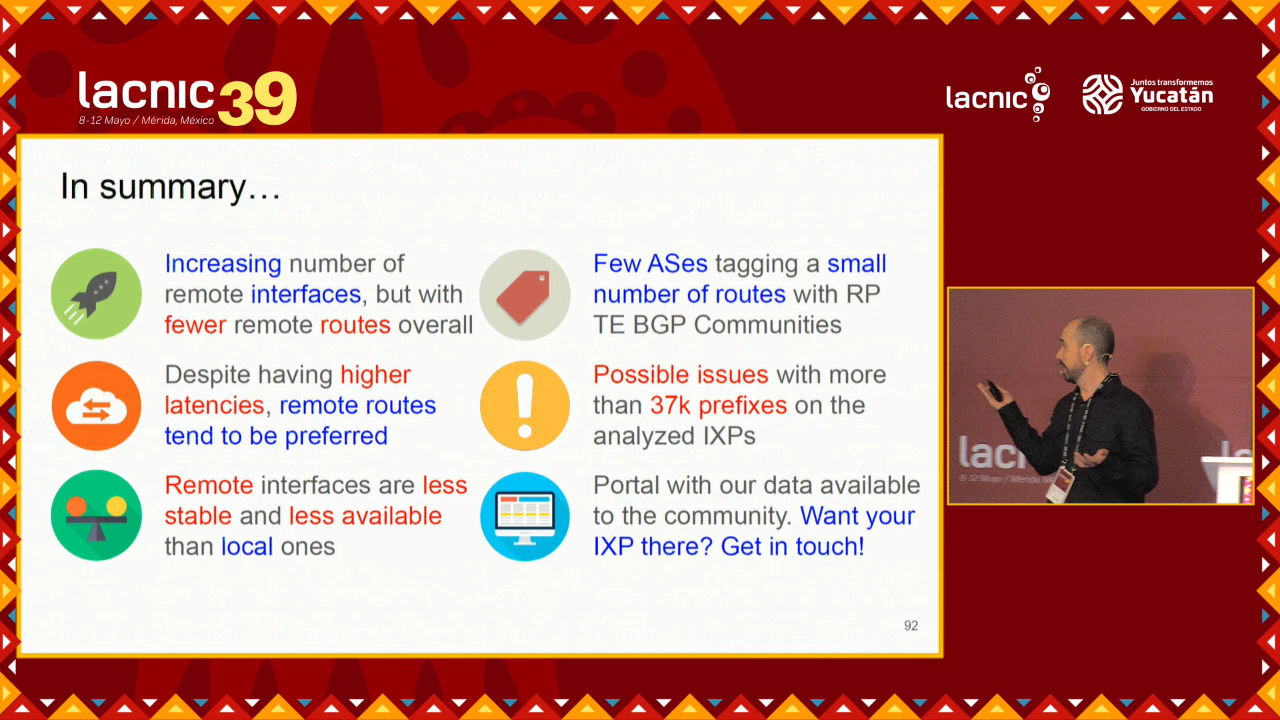 lacnic 39
8-12 Mayo / Mérida, México
lacnic
Juntos transformemos
Yucatán
GOBIERNO DEL ESTADO
In summary…
Increasing number of
remote interfaces, but with
fewer remote routes overall
Despite having higher
latencies, remote routes
tend to be preferred
Remote interfaces are less
stable and less available
than local ones
Few ASes tagging a small
number of routes with RP
TE BGP Communities
Possible issues with more
than 37k prefixes on the
analyzed IXPs
Portal with our data available
to the community. Want your
IXP there? Get in touch!
92